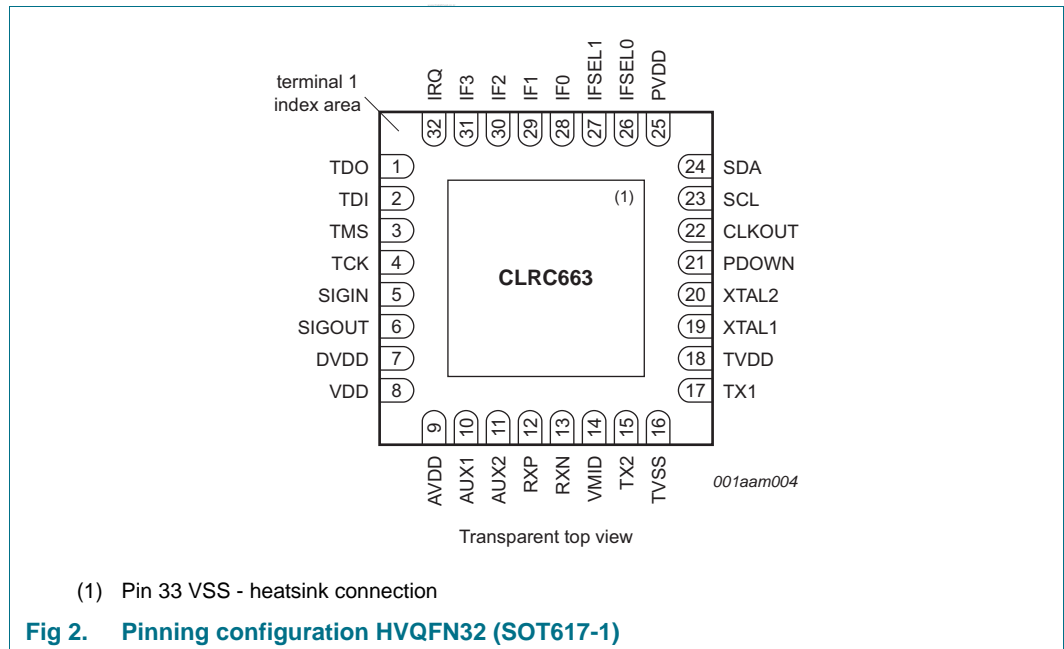 terminal 1
index area
IRQ
IF3
IF2
IF1
IF0
IFSEL1
IFSEL0
PVDD
32
31
30
29
28
27
26
25
TDO 1
TDI 2
TMS 3
TCK 4
SIGIN 5
SIGOUT 6
DVDD 7
VDD 8
(1)
CLRC663
24 SDA
23 SCL
22 CLKOUT
21 PDOWN
20 XTAL2
19 XTAL1
18 TVDD
17 TX1
9
10
11
12
13
14
15
16
AVDD
AUX1
AUX2
RXP
RXN
VMID
TX2
TVSS
001aam004
Transparent top view
(1) Pin 33 VSS - heatsink connection
Fig 2. Pinning configuration HVQFN32 (SOT617-1)